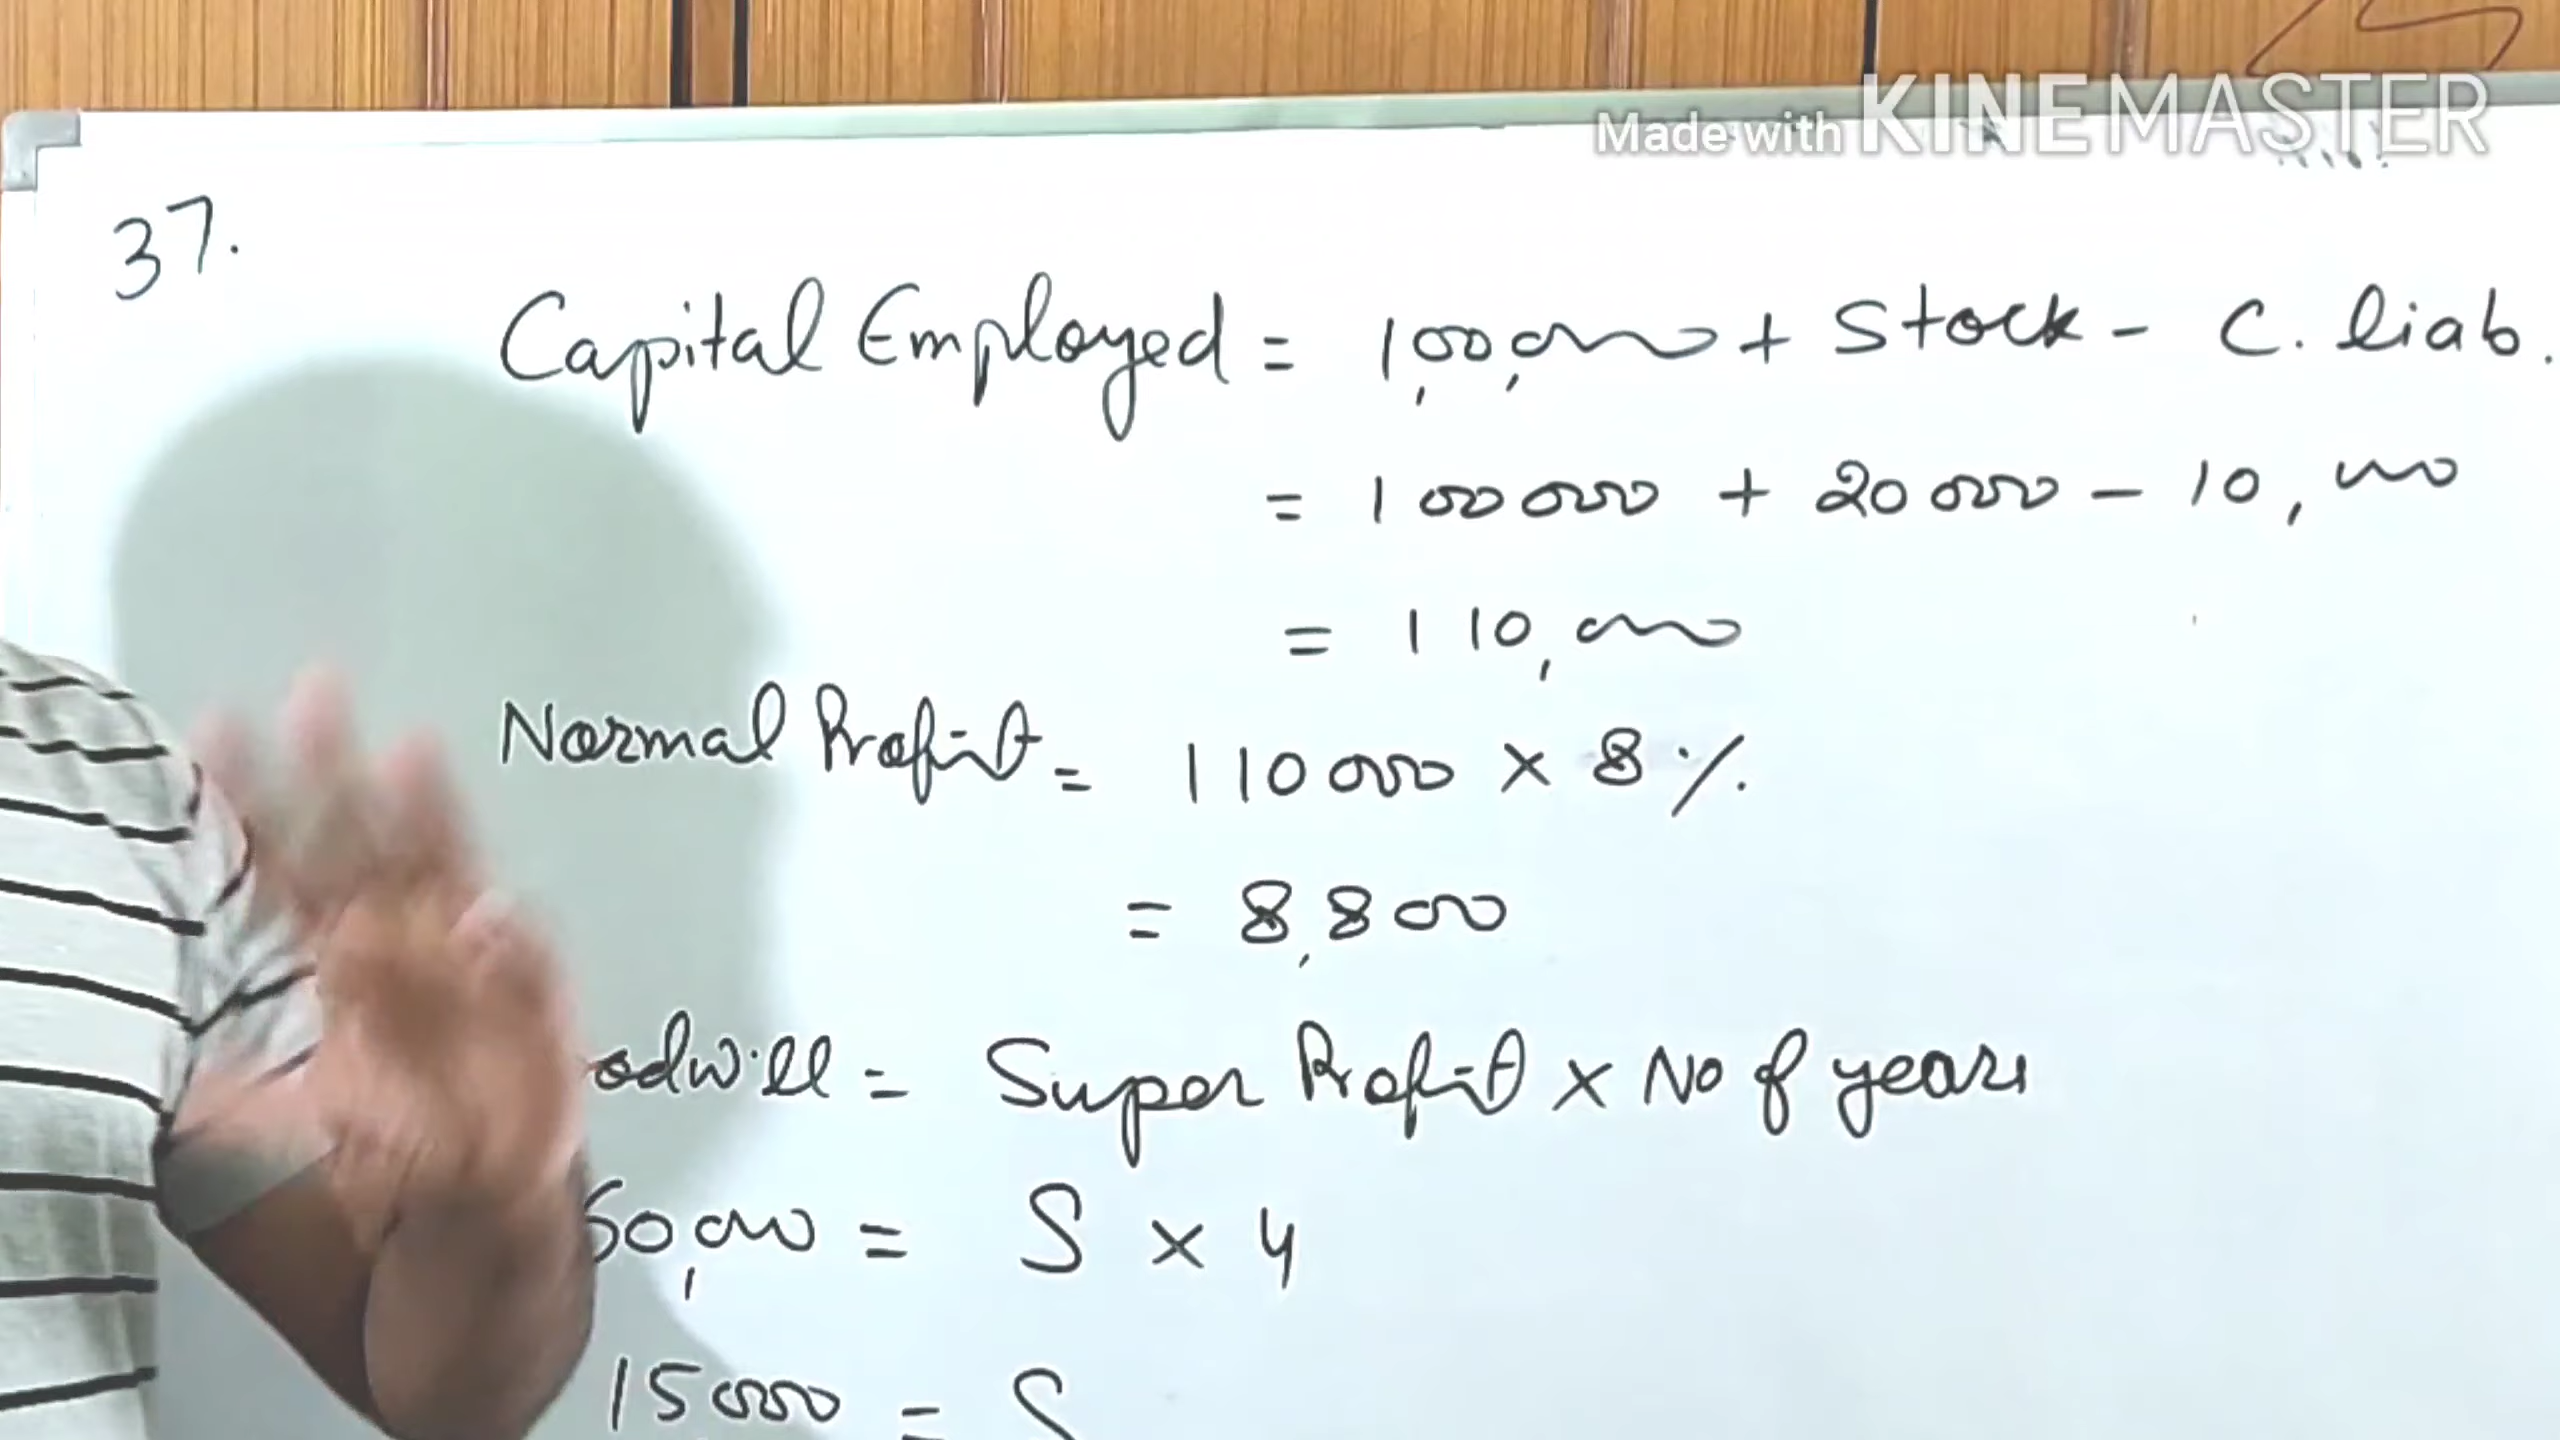 Made with KINEMASTER
37.
Capital Employed = 1,00,000 + Stock - C. liab.
= 100000 + 20000 - 10,000
= 110,000
Normal Profit = 110000 × 8%
= 8,800
odwill = Super Profit × No of years
60,000 = S × 4
15000 = S